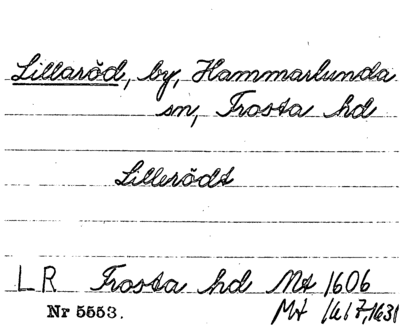 Lillaröd, by, Hammarlunda
sn, Frosta hd
Lillerödt
LR Frosta hd Mt 1606
Nr 5553. Mt 1617, 1631